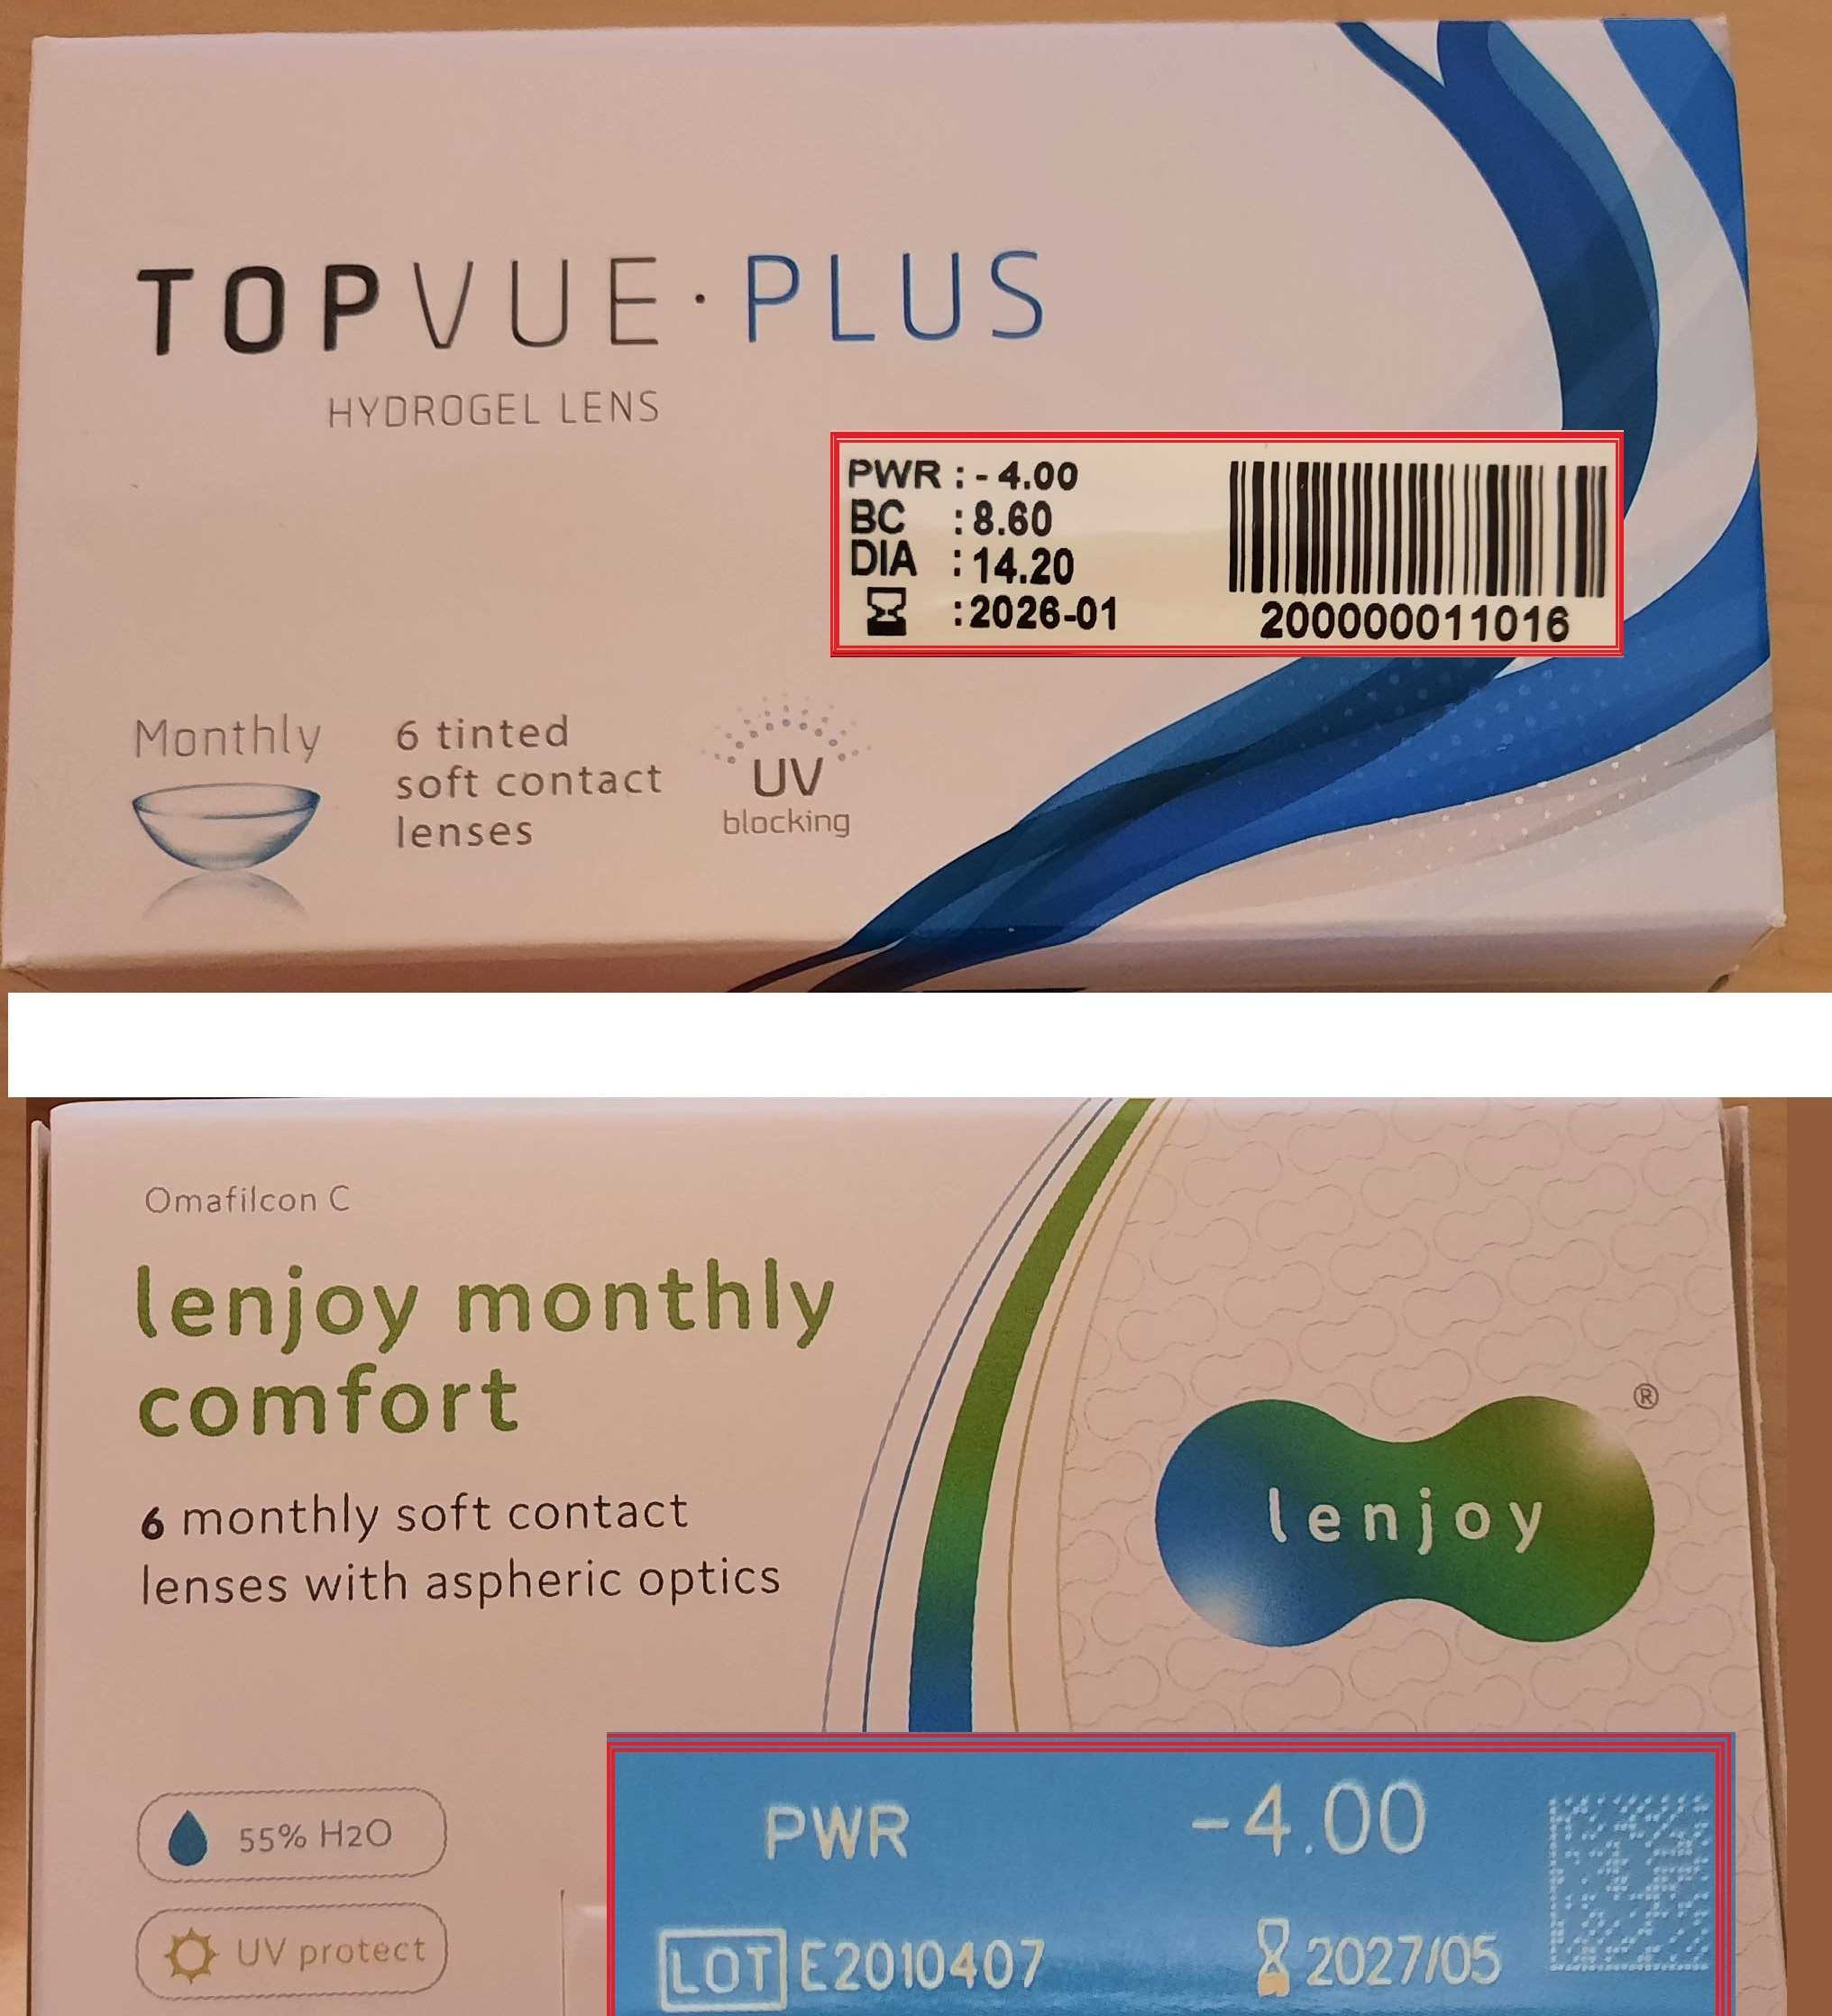 TOPVUE·PLUS
HYDROGEL LENS
PWR : - 4.00
BC : 8.60
DIA : 14.20
: 2026-01
200000011016
Monthly
6 tinted
soft contact
lenses
UV
blocking
Omafilcon C
lenjoy monthly
comfort
6 monthly soft contact
lenses with aspheric optics
®
lenjoy
55% H2O
UV protect
PWR -4.00
LOT E2010407 2027/05